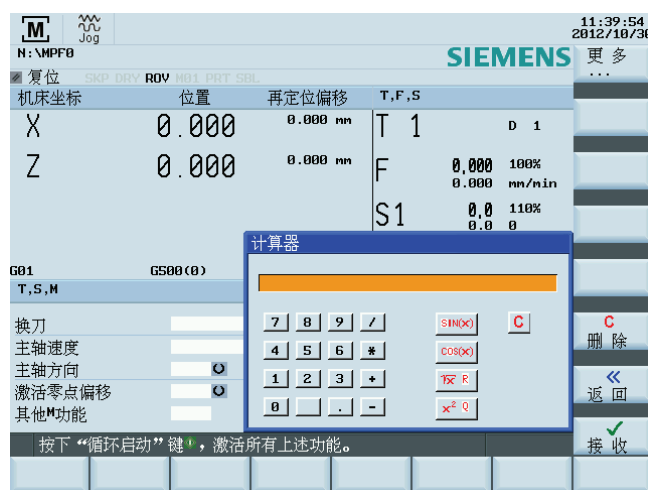 M Jog 11:39:54
2012/10/30
N:\MPF0 SIEMENS 更多
...
复位 SKP DRY ROV M01 PRT SBL
机床坐标 位置 再定位偏移 T,F,S
X 0.000 0.000 mm T 1 D 1
Z 0.000 0.000 mm F 0,000 100%
0.000 mm/min
S1 0,0 110%
0.0 0
计算器
G01 G500(0)
T,S,M
7 8 9 / SIN(x) C
换刀
C
删除
主轴速度
4 5 6 * COS(x)
主轴方向
1 2 3 + √x R
激活零点偏移
返回
其他M功能
0 . - x² Q
按下“循环启动”键，激活所有上述功能。
接收